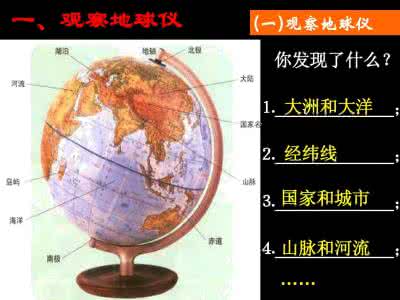 一、观察地球仪
(一)观察地球仪
湖泊
地轴
北极
河流
大陆
国家名
岛屿
山脉
海洋
赤道
南极
你发现了什么？
1. 大洲和大洋；
2. 经纬线；
3. 国家和城市；
4. 山脉和河流；
……